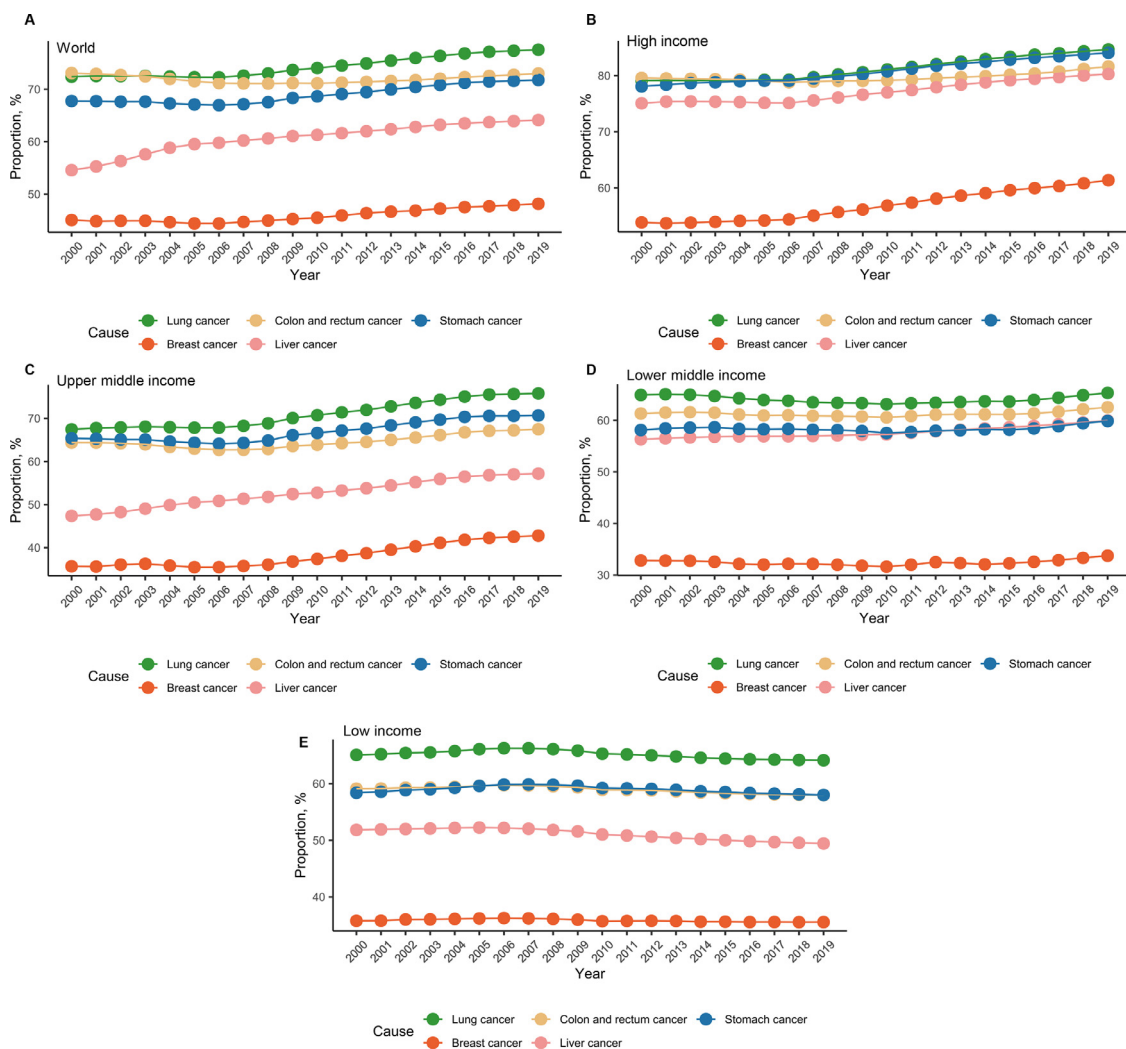 A
World
Proportion, %
70
60
50
2000 2001 2002 2003 2004 2005 2006 2007 2008 2009 2010 2011 2012 2013 2014 2015 2016 2017 2018 2019
Year
Cause
Lung cancer Colon and rectum cancer Stomach cancer
Breast cancer Liver cancer
B
High income
Proportion, %
80
70
60
2000 2001 2002 2003 2004 2005 2006 2007 2008 2009 2010 2011 2012 2013 2014 2015 2016 2017 2018 2019
Year
Cause
Lung cancer Colon and rectum cancer Stomach cancer
Breast cancer Liver cancer
C
Upper middle income
Proportion, %
70
60
50
40
2000 2001 2002 2003 2004 2005 2006 2007 2008 2009 2010 2011 2012 2013 2014 2015 2016 2017 2018 2019
Year
Cause
Lung cancer Colon and rectum cancer Stomach cancer
Breast cancer Liver cancer
D
Lower middle income
Proportion, %
60
50
40
30
2000 2001 2002 2003 2004 2005 2006 2007 2008 2009 2010 2011 2012 2013 2014 2015 2016 2017 2018 2019
Year
Cause
Lung cancer Colon and rectum cancer Stomach cancer
Breast cancer Liver cancer
E
Low income
Proportion, %
60
50
40
2000 2001 2002 2003 2004 2005 2006 2007 2008 2009 2010 2011 2012 2013 2014 2015 2016 2017 2018 2019
Year
Cause
Lung cancer Colon and rectum cancer Stomach cancer
Breast cancer Liver cancer